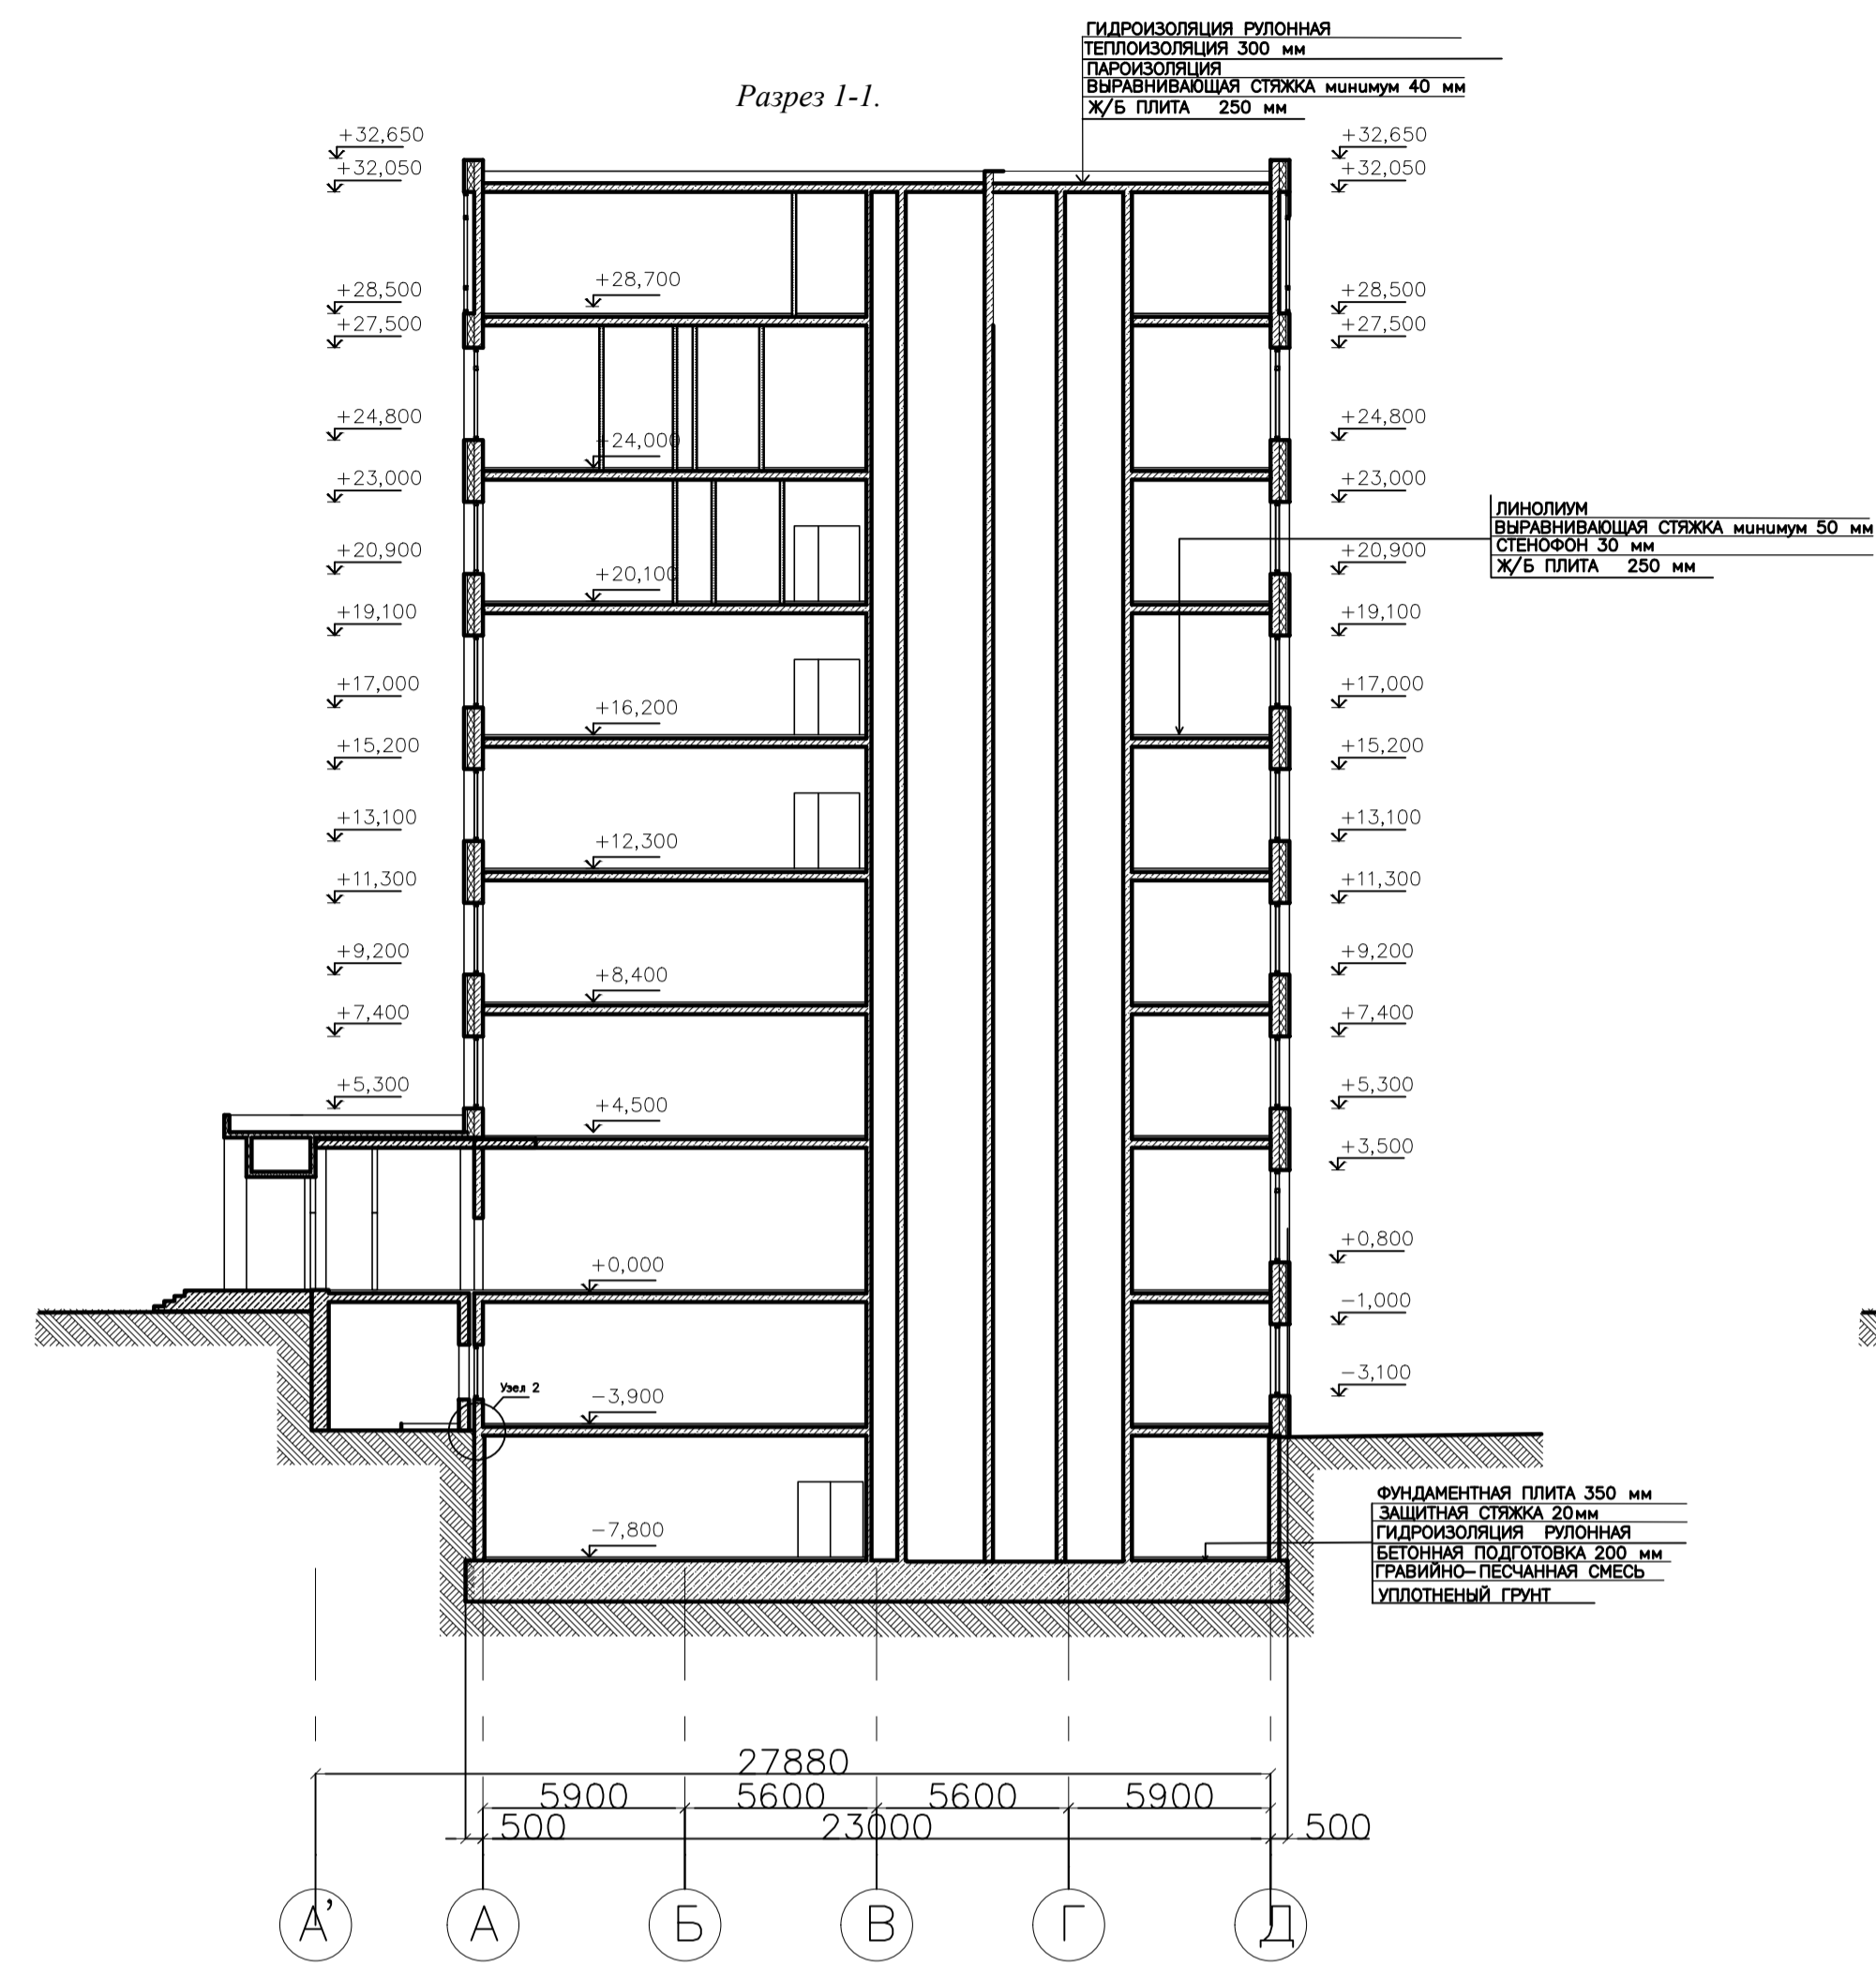 ГИДРОИЗОЛЯЦИЯ РУЛОННАЯ
ТЕПЛОИЗОЛЯЦИЯ 300 мм
ПАРОИЗОЛЯЦИЯ
ВЫРАВНИВАЮЩАЯ СТЯЖКА минимум 40 мм
Ж/Б ПЛИТА 250 мм
Разрез 1-1.
+32,650
+32,050
+28,500
+27,500
+24,800
+23,000
+20,900
+19,100
+17,000
+15,200
+13,100
+11,300
+9,200
+7,400
+5,300
+28,700
+24,000
+20,100
+16,200
+12,300
+8,400
+4,500
+0,000
-3,900
-7,800
Узел 2
+32,650
+32,050
+28,500
+27,500
+24,800
+23,000
+20,900
+19,100
+17,000
+15,200
+13,100
+11,300
+9,200
+7,400
+5,300
+3,500
+0,800
-1,000
-3,100
ЛИНОЛИУМ
ВЫРАВНИВАЮЩАЯ СТЯЖКА минимум 50 мм
СТЕНОФОН 30 мм
Ж/Б ПЛИТА 250 мм
ФУНДАМЕНТНАЯ ПЛИТА 350 мм
ЗАЩИТНАЯ СТЯЖКА 20мм
ГИДРОИЗОЛЯЦИЯ РУЛОННАЯ
БЕТОННАЯ ПОДГОТОВКА 200 мм
ГРАВИЙНО-ПЕСЧАННАЯ СМЕСЬ
УПЛОТНЕНЫЙ ГРУНТ
27880
5900 5600 5600 5900
500 23000 500
А' А Б В Г Д